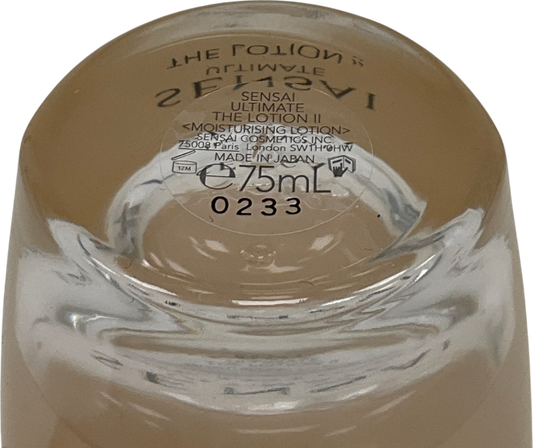 THE LOTION II
ULTIMATE
SENSAI
SENSAI
ULTIMATE
THE LOTION II
<MOISTURISING LOTION>
SENSAI COSMETICS INC.
75008 Paris London SW1H 0HW
MADE IN JAPAN
12M
℮75mL
0233